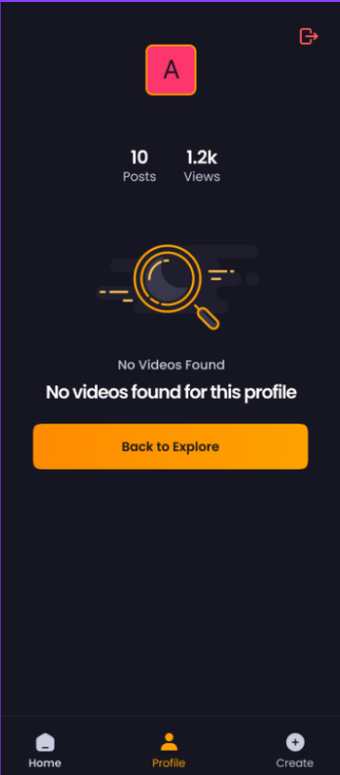 A
10 1.2k
Posts Views
No Videos Found
No videos found for this profile
Back to Explore
Home Profile Create